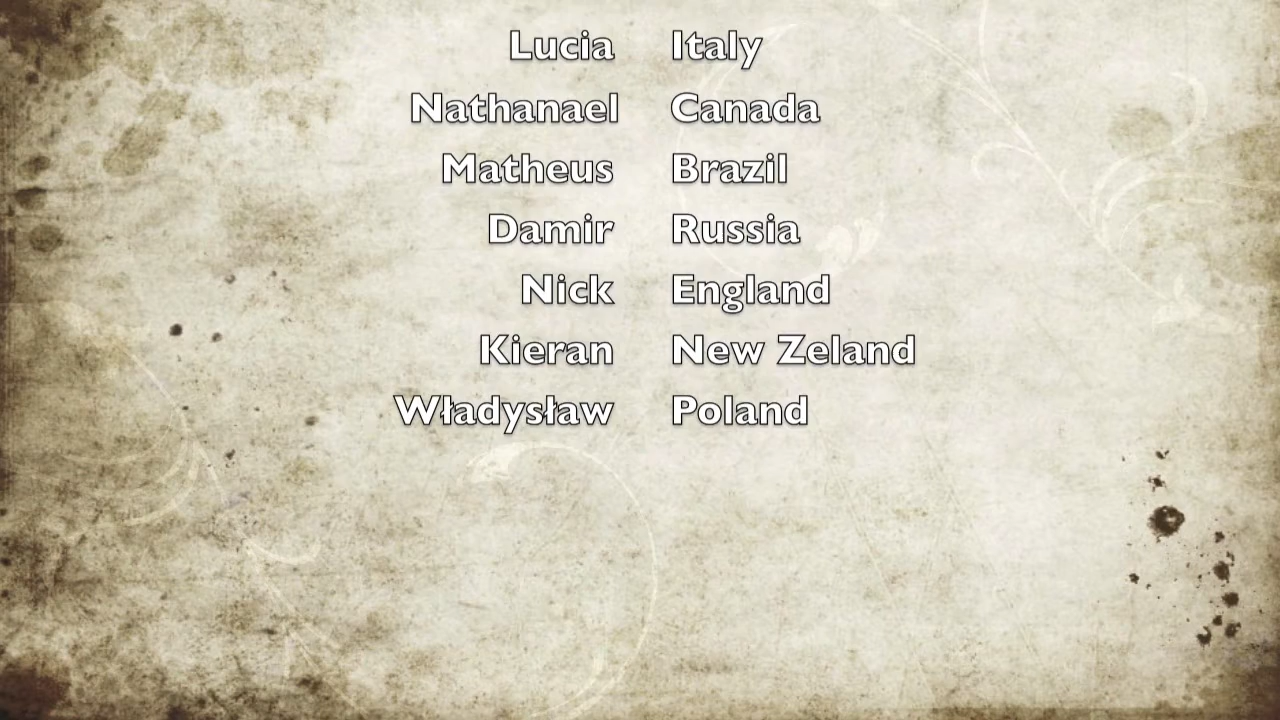 Lucia Italy
Nathanael Canada
Matheus Brazil
Damir Russia
Nick England
Kieran New Zeland
Władysław Poland